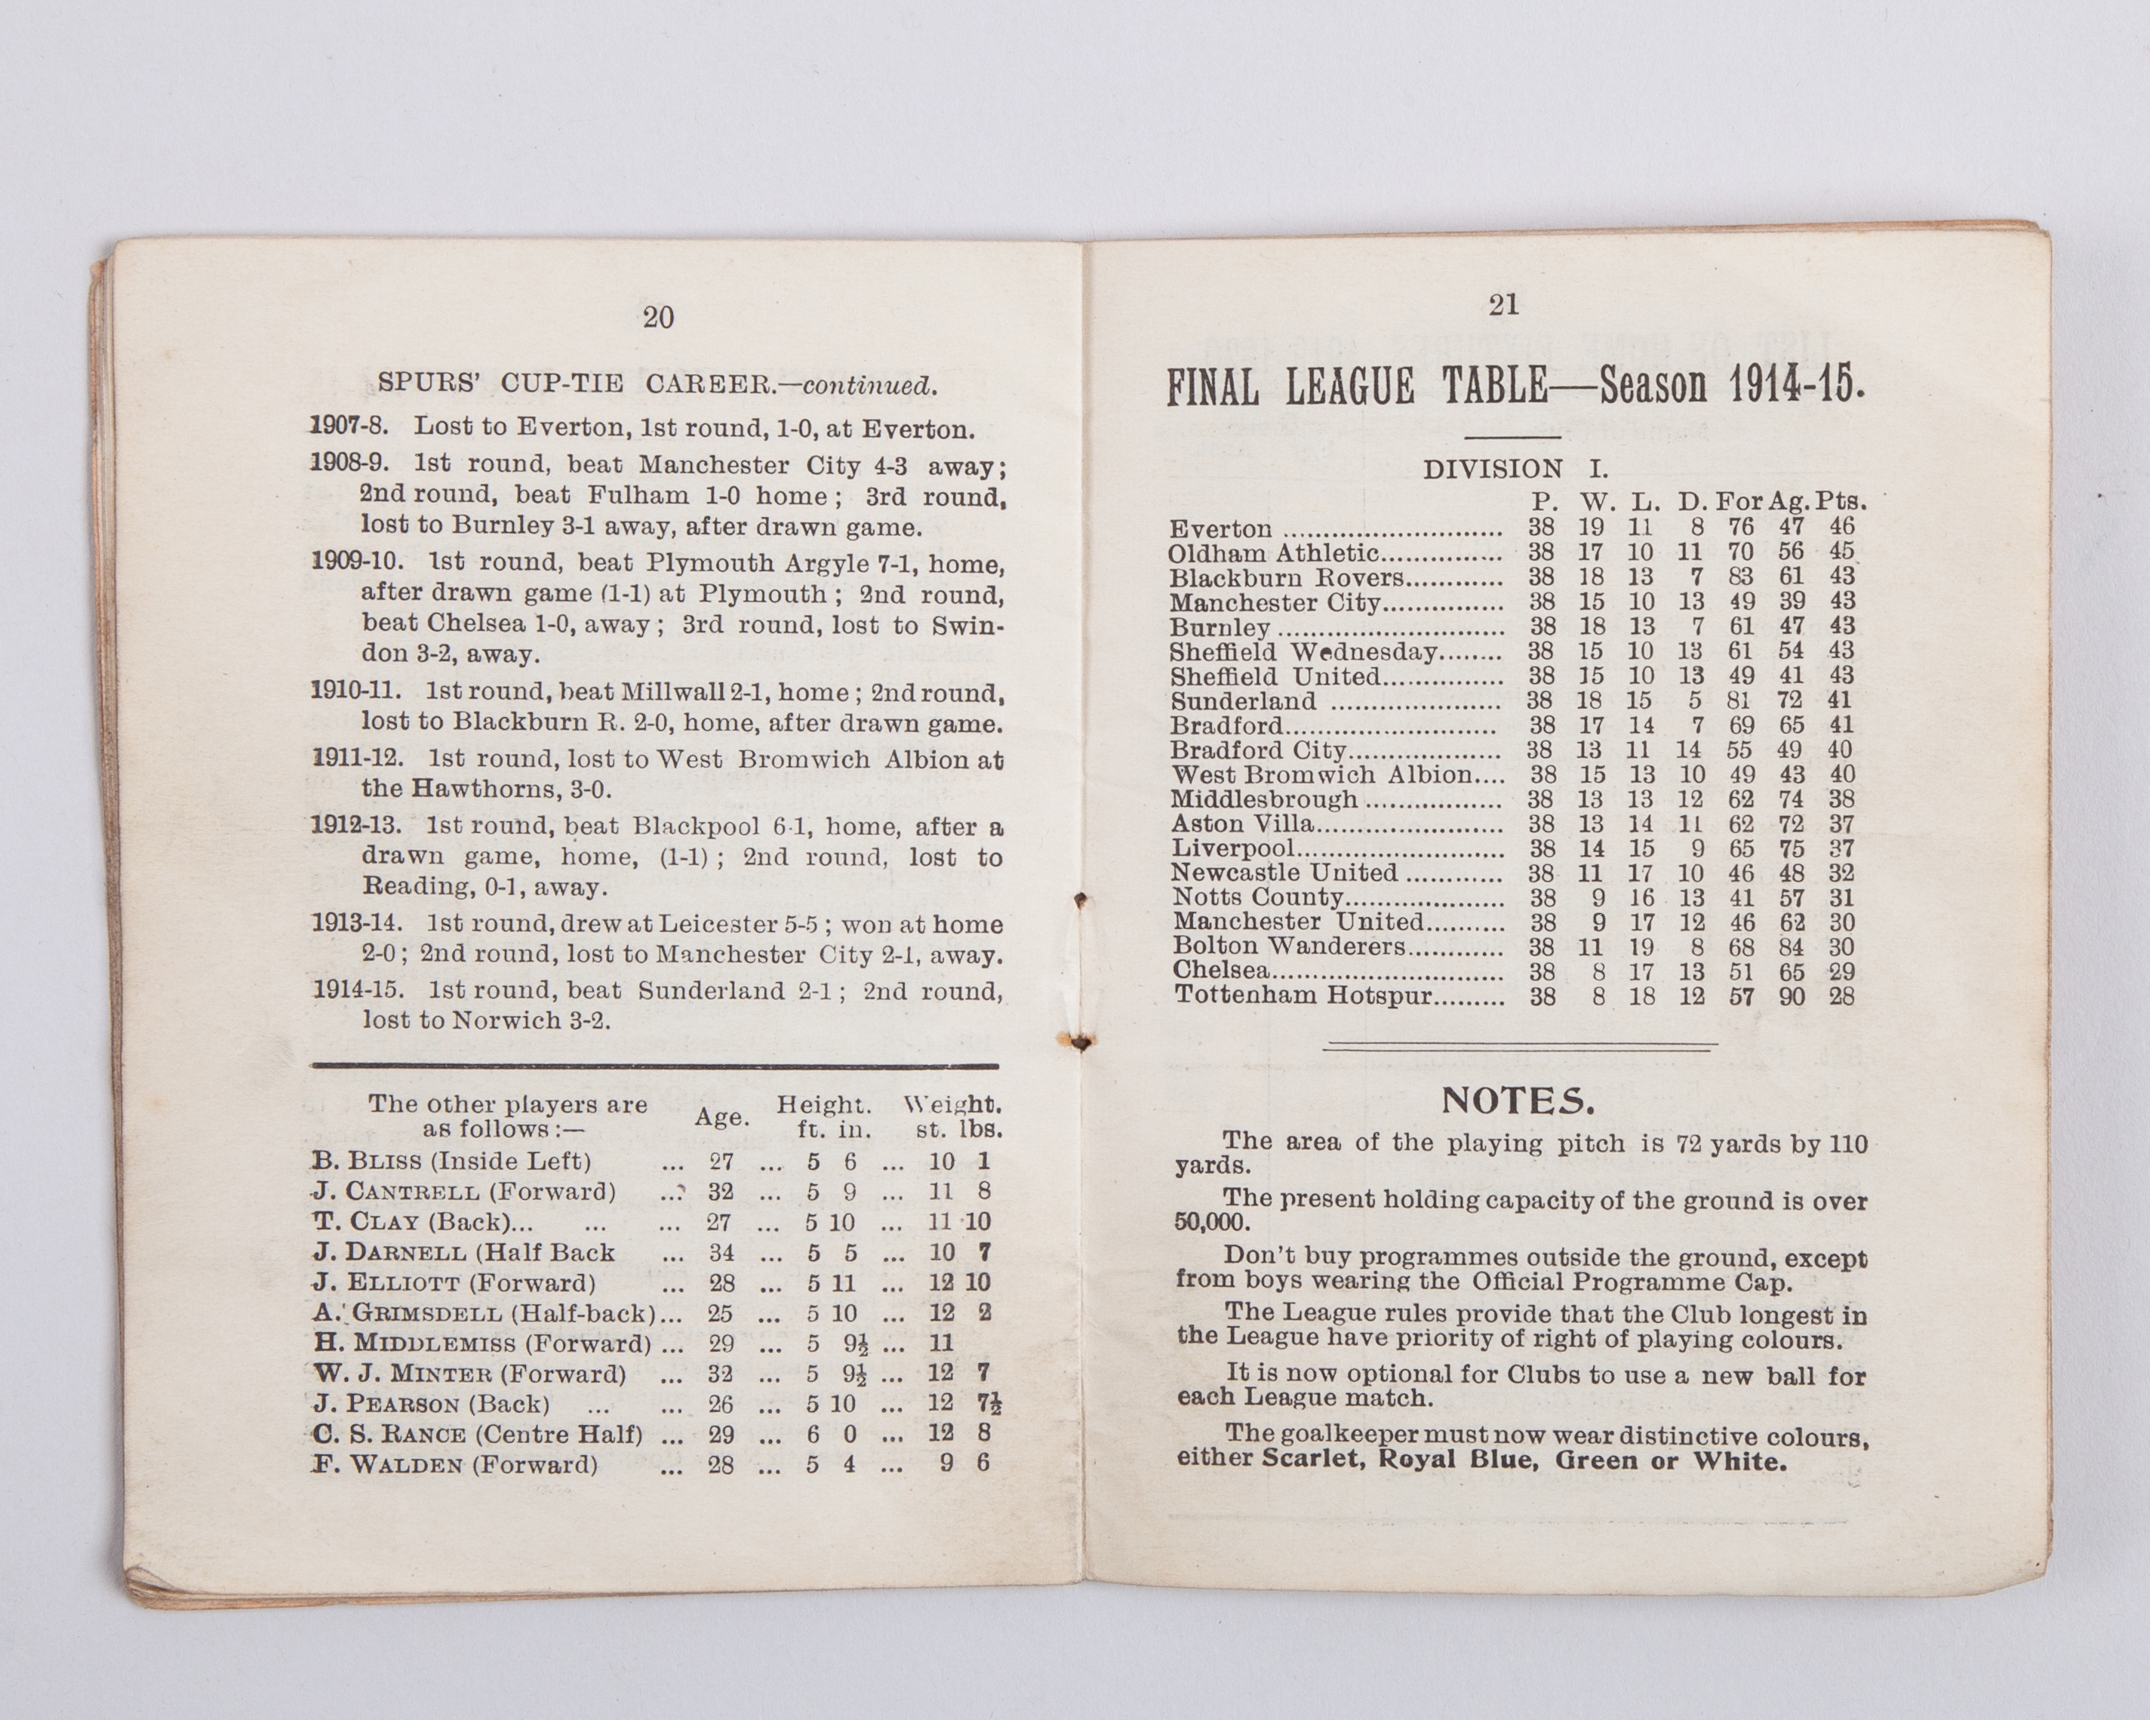 20
SPURS' CUP-TIE CAREER.—continued.
1907-8. Lost to Everton, 1st round, 1-0, at Everton.
1908-9. 1st round, beat Manchester City 4-3 away;
2nd round, beat Fulham 1-0 home; 3rd round,
lost to Burnley 3-1 away, after drawn game.
1909-10. 1st round, beat Plymouth Argyle 7-1, home,
after drawn game (1-1) at Plymouth; 2nd round,
beat Chelsea 1-0, away; 3rd round, lost to Swin-
don 3-2, away.
1910-11. 1st round, beat Millwall 2-1, home; 2nd round,
lost to Blackburn R. 2-0, home, after drawn game.
1911-12. 1st round, lost to West Bromwich Albion at
the Hawthorns, 3-0.
1912-13. 1st round, beat Blackpool 6-1, home, after a
drawn game, home, (1-1); 2nd round, lost to
Reading, 0-1, away.
1913-14. 1st round, drew at Leicester 5-5; won at home
2-0; 2nd round, lost to Manchester City 2-1, away.
1914-15. 1st round, beat Sunderland 2-1; 2nd round,
lost to Norwich 3-2.
The other players are Age. Height. Weight.
as follows:— ft. in. st. lbs.
B. BLISS (Inside Left) ... 27 ... 5 6 ... 10 1
J. CANTRELL (Forward) ... 32 ... 5 9 ... 11 8
T. CLAY (Back)... ... ... 27 ... 5 10 ... 11 10
J. DARNELL (Half Back ... 34 ... 5 5 ... 10 7
J. ELLIOTT (Forward) ... 28 ... 5 11 ... 12 10
A. GRIMSDELL (Half-back)... 25 ... 5 10 ... 12 2
H. MIDDLEMISS (Forward) ... 29 ... 5 9½ ... 11
W. J. MINTER (Forward) ... 32 ... 5 9½ ... 12 7
J. PEARSON (Back) ... ... 26 ... 5 10 ... 12 7½
C. S. RANCE (Centre Half) ... 29 ... 6 0 ... 12 8
F. WALDEN (Forward) ... 28 ... 5 4 ... 9 6
21
FINAL LEAGUE TABLE—Season 1914-15.
DIVISION I.
P. W. L. D. For Ag. Pts.
Everton ........................... 38 19 11 8 76 47 46
Oldham Athletic............... 38 17 10 11 70 56 45
Blackburn Rovers............ 38 18 13 7 83 61 43
Manchester City............... 38 15 10 13 49 39 43
Burnley ............................ 38 18 13 7 61 47 43
Sheffield Wednesday........ 38 15 10 13 61 54 43
Sheffield United............... 38 15 10 13 49 41 43
Sunderland ..................... 38 18 15 5 81 72 41
Bradford.......................... 38 17 14 7 69 65 41
Bradford City................... 38 13 11 14 55 49 40
West Bromwich Albion.... 38 15 13 10 49 43 40
Middlesbrough ................. 38 13 13 12 62 74 38
Aston Villa....................... 38 13 14 11 62 72 37
Liverpool.......................... 38 14 15 9 65 75 37
Newcastle United ............ 38 11 17 10 46 48 32
Notts County.................... 38 9 16 13 41 57 31
Manchester United.......... 38 9 17 12 46 62 30
Bolton Wanderers............ 38 11 19 8 68 84 30
Chelsea............................. 38 8 17 13 51 65 29
Tottenham Hotspur......... 38 8 18 12 57 90 28
NOTES.
The area of the playing pitch is 72 yards by 110
yards.
The present holding capacity of the ground is over
50,000.
Don't buy programmes outside the ground, except
from boys wearing the Official Programme Cap.
The League rules provide that the Club longest in
the League have priority of right of playing colours.
It is now optional for Clubs to use a new ball for
each League match.
The goalkeeper must now wear distinctive colours,
either Scarlet, Royal Blue, Green or White.